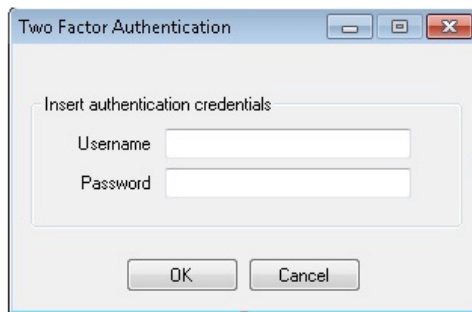 Two Factor Authentication
Insert authentication credentials
Username
Password
OK Cancel